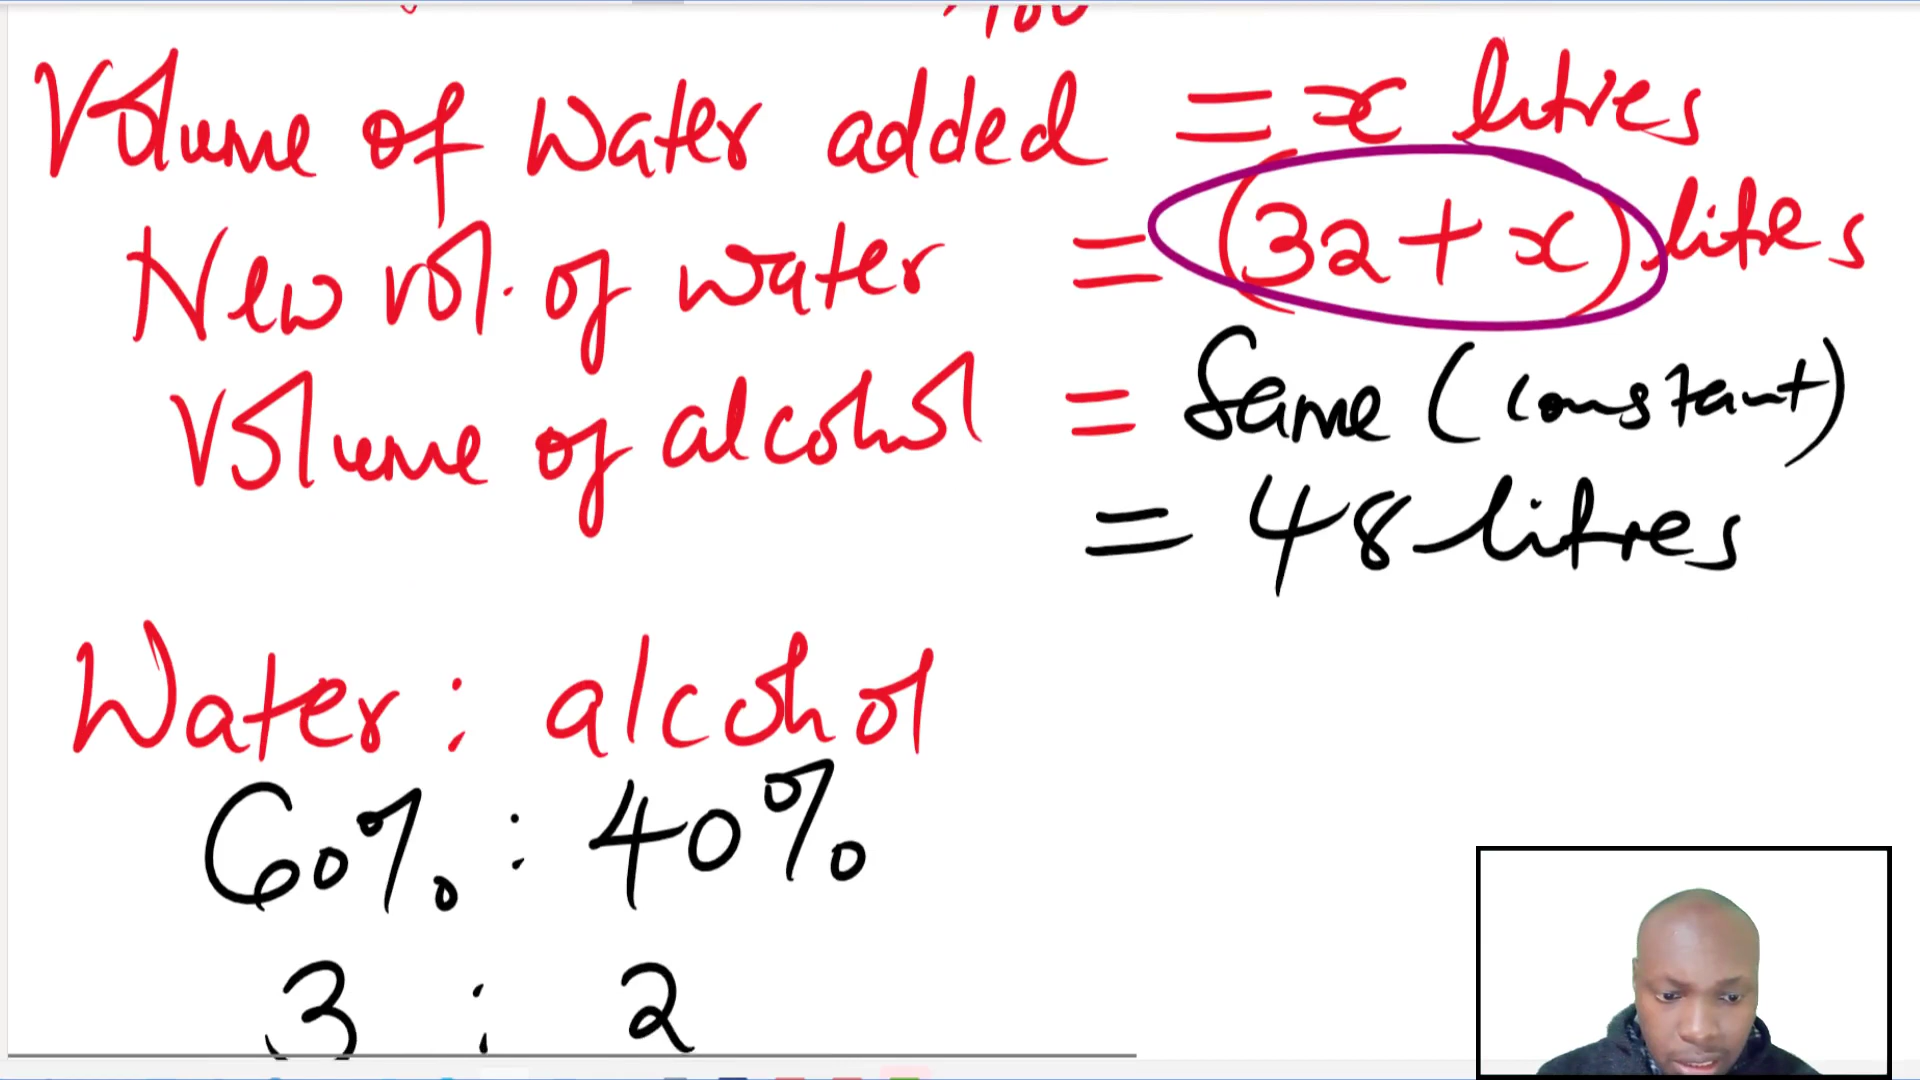 Volume of water added = x litres
New vol. of water = (32 + x) litres
Volume of alcohol = Same (constant)
= 48 litres
Water : alcohol
60% : 40%
3 : 2